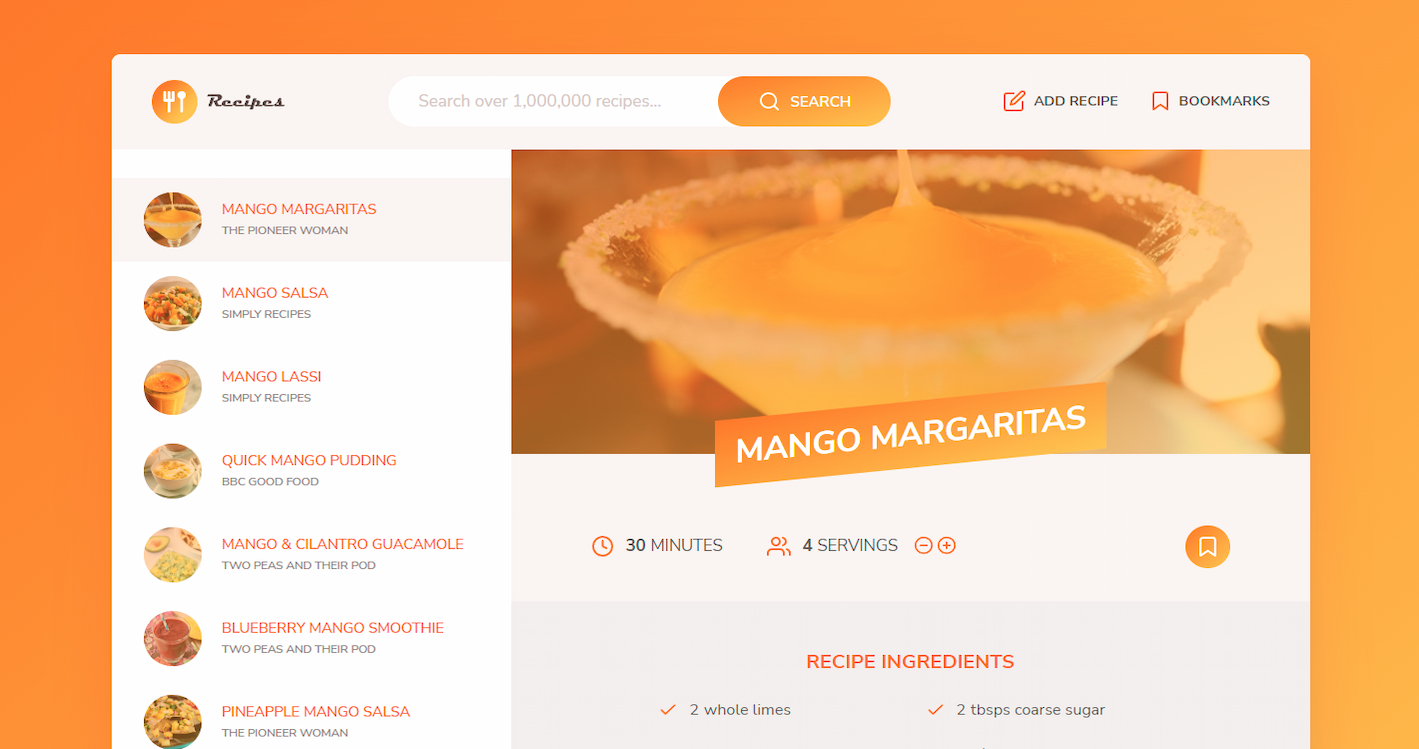 Recipes
Search over 1,000,000 recipes...
SEARCH
ADD RECIPE
BOOKMARKS
MANGO MARGARITAS
THE PIONEER WOMAN
MANGO SALSA
SIMPLY RECIPES
MANGO LASSI
SIMPLY RECIPES
QUICK MANGO PUDDING
BBC GOOD FOOD
MANGO & CILANTRO GUACAMOLE
TWO PEAS AND THEIR POD
BLUEBERRY MANGO SMOOTHIE
TWO PEAS AND THEIR POD
PINEAPPLE MANGO SALSA
THE PIONEER WOMAN
MANGO MARGARITAS
30 MINUTES
4 SERVINGS
RECIPE INGREDIENTS
2 whole limes
2 tbsps coarse sugar